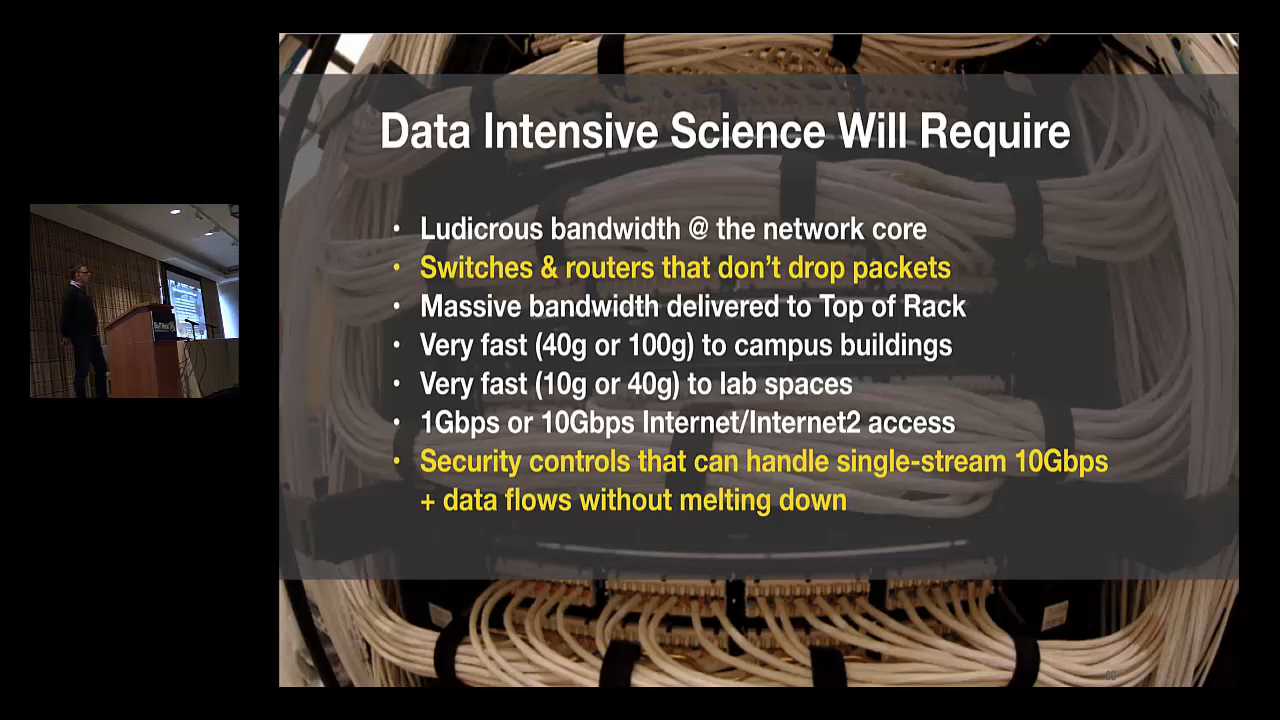 Data Intensive Science Will Require
• Ludicrous bandwidth @ the network core
• Switches & routers that don’t drop packets
• Massive bandwidth delivered to Top of Rack
• Very fast (40g or 100g) to campus buildings
• Very fast (10g or 40g) to lab spaces
• 1Gbps or 10Gbps Internet/Internet2 access
• Security controls that can handle single-stream 10Gbps
+ data flows without melting down